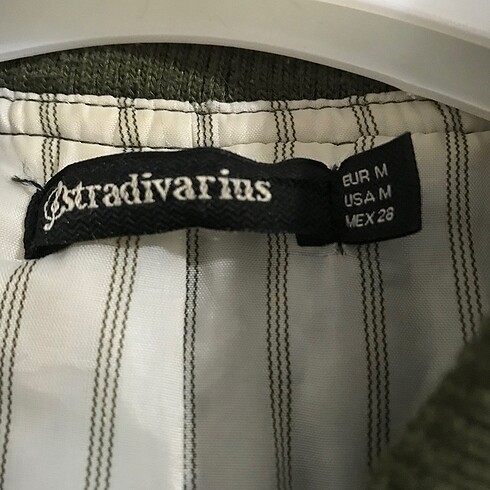 stradivarius
EUR M
USA M
MEX 28